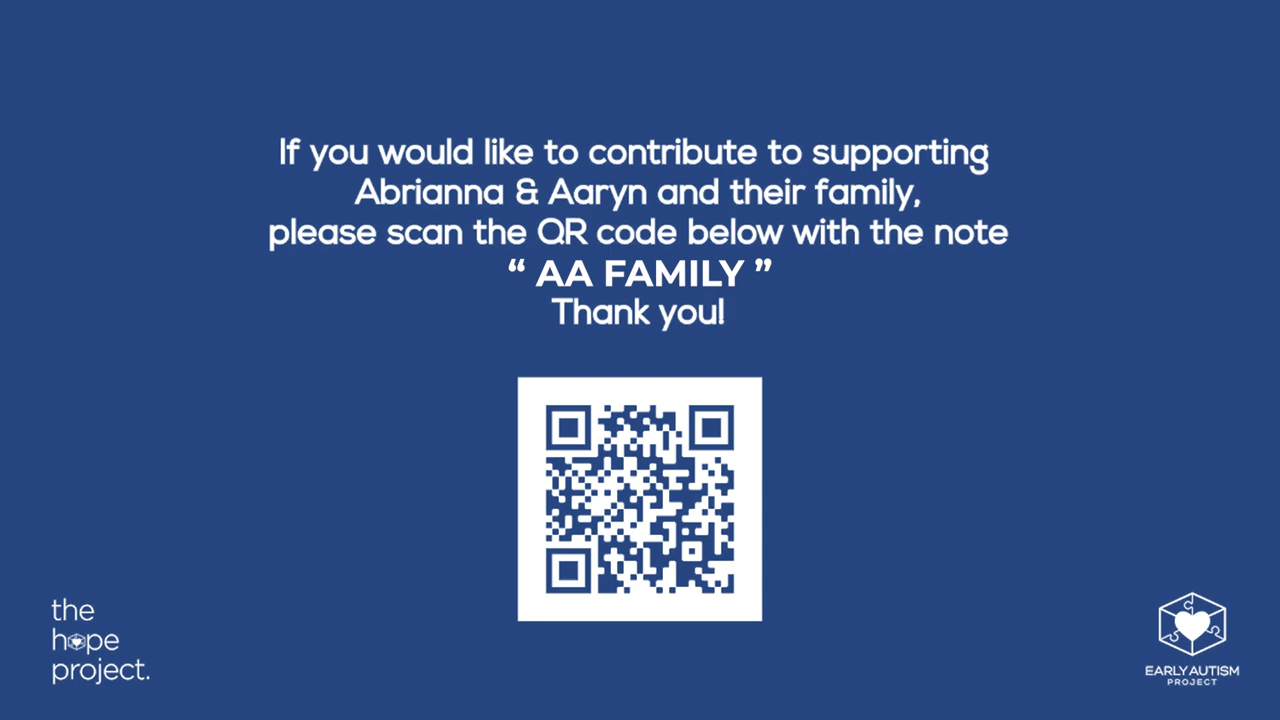 If you would like to contribute to supporting
Abrianna & Aaryn and their family,
please scan the QR code below with the note
“ AA FAMILY ”
Thank you!
the
hope
project.
EARLY AUTISM
PROJECT